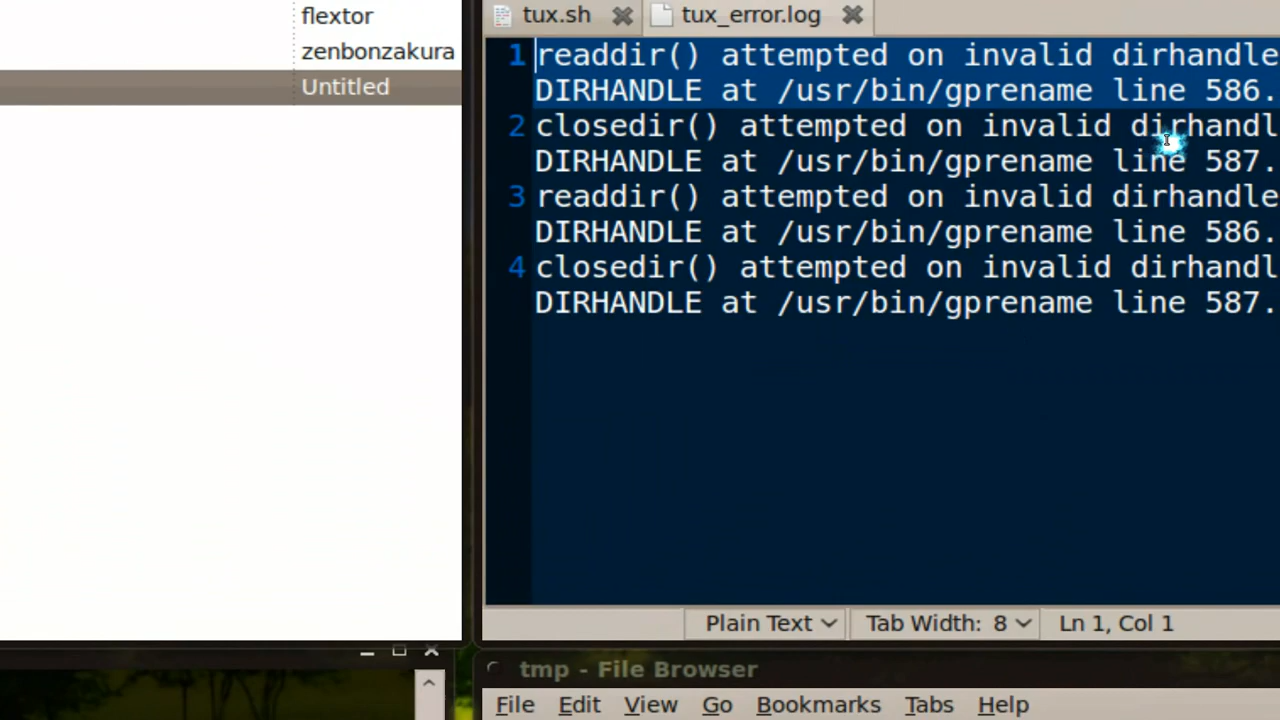 flextor
zenbonzakura
Untitled
tux.sh
tux_error.log
1 readdir() attempted on invalid dirhandle
DIRHANDLE at /usr/bin/gprename line 586.
2 closedir() attempted on invalid dirhandl
DIRHANDLE at /usr/bin/gprename line 587.
3 readdir() attempted on invalid dirhandle
DIRHANDLE at /usr/bin/gprename line 586.
4 closedir() attempted on invalid dirhandl
DIRHANDLE at /usr/bin/gprename line 587.
Plain Text Tab Width: 8 Ln 1, Col 1
tmp - File Browser
File Edit View Go Bookmarks Tabs Help